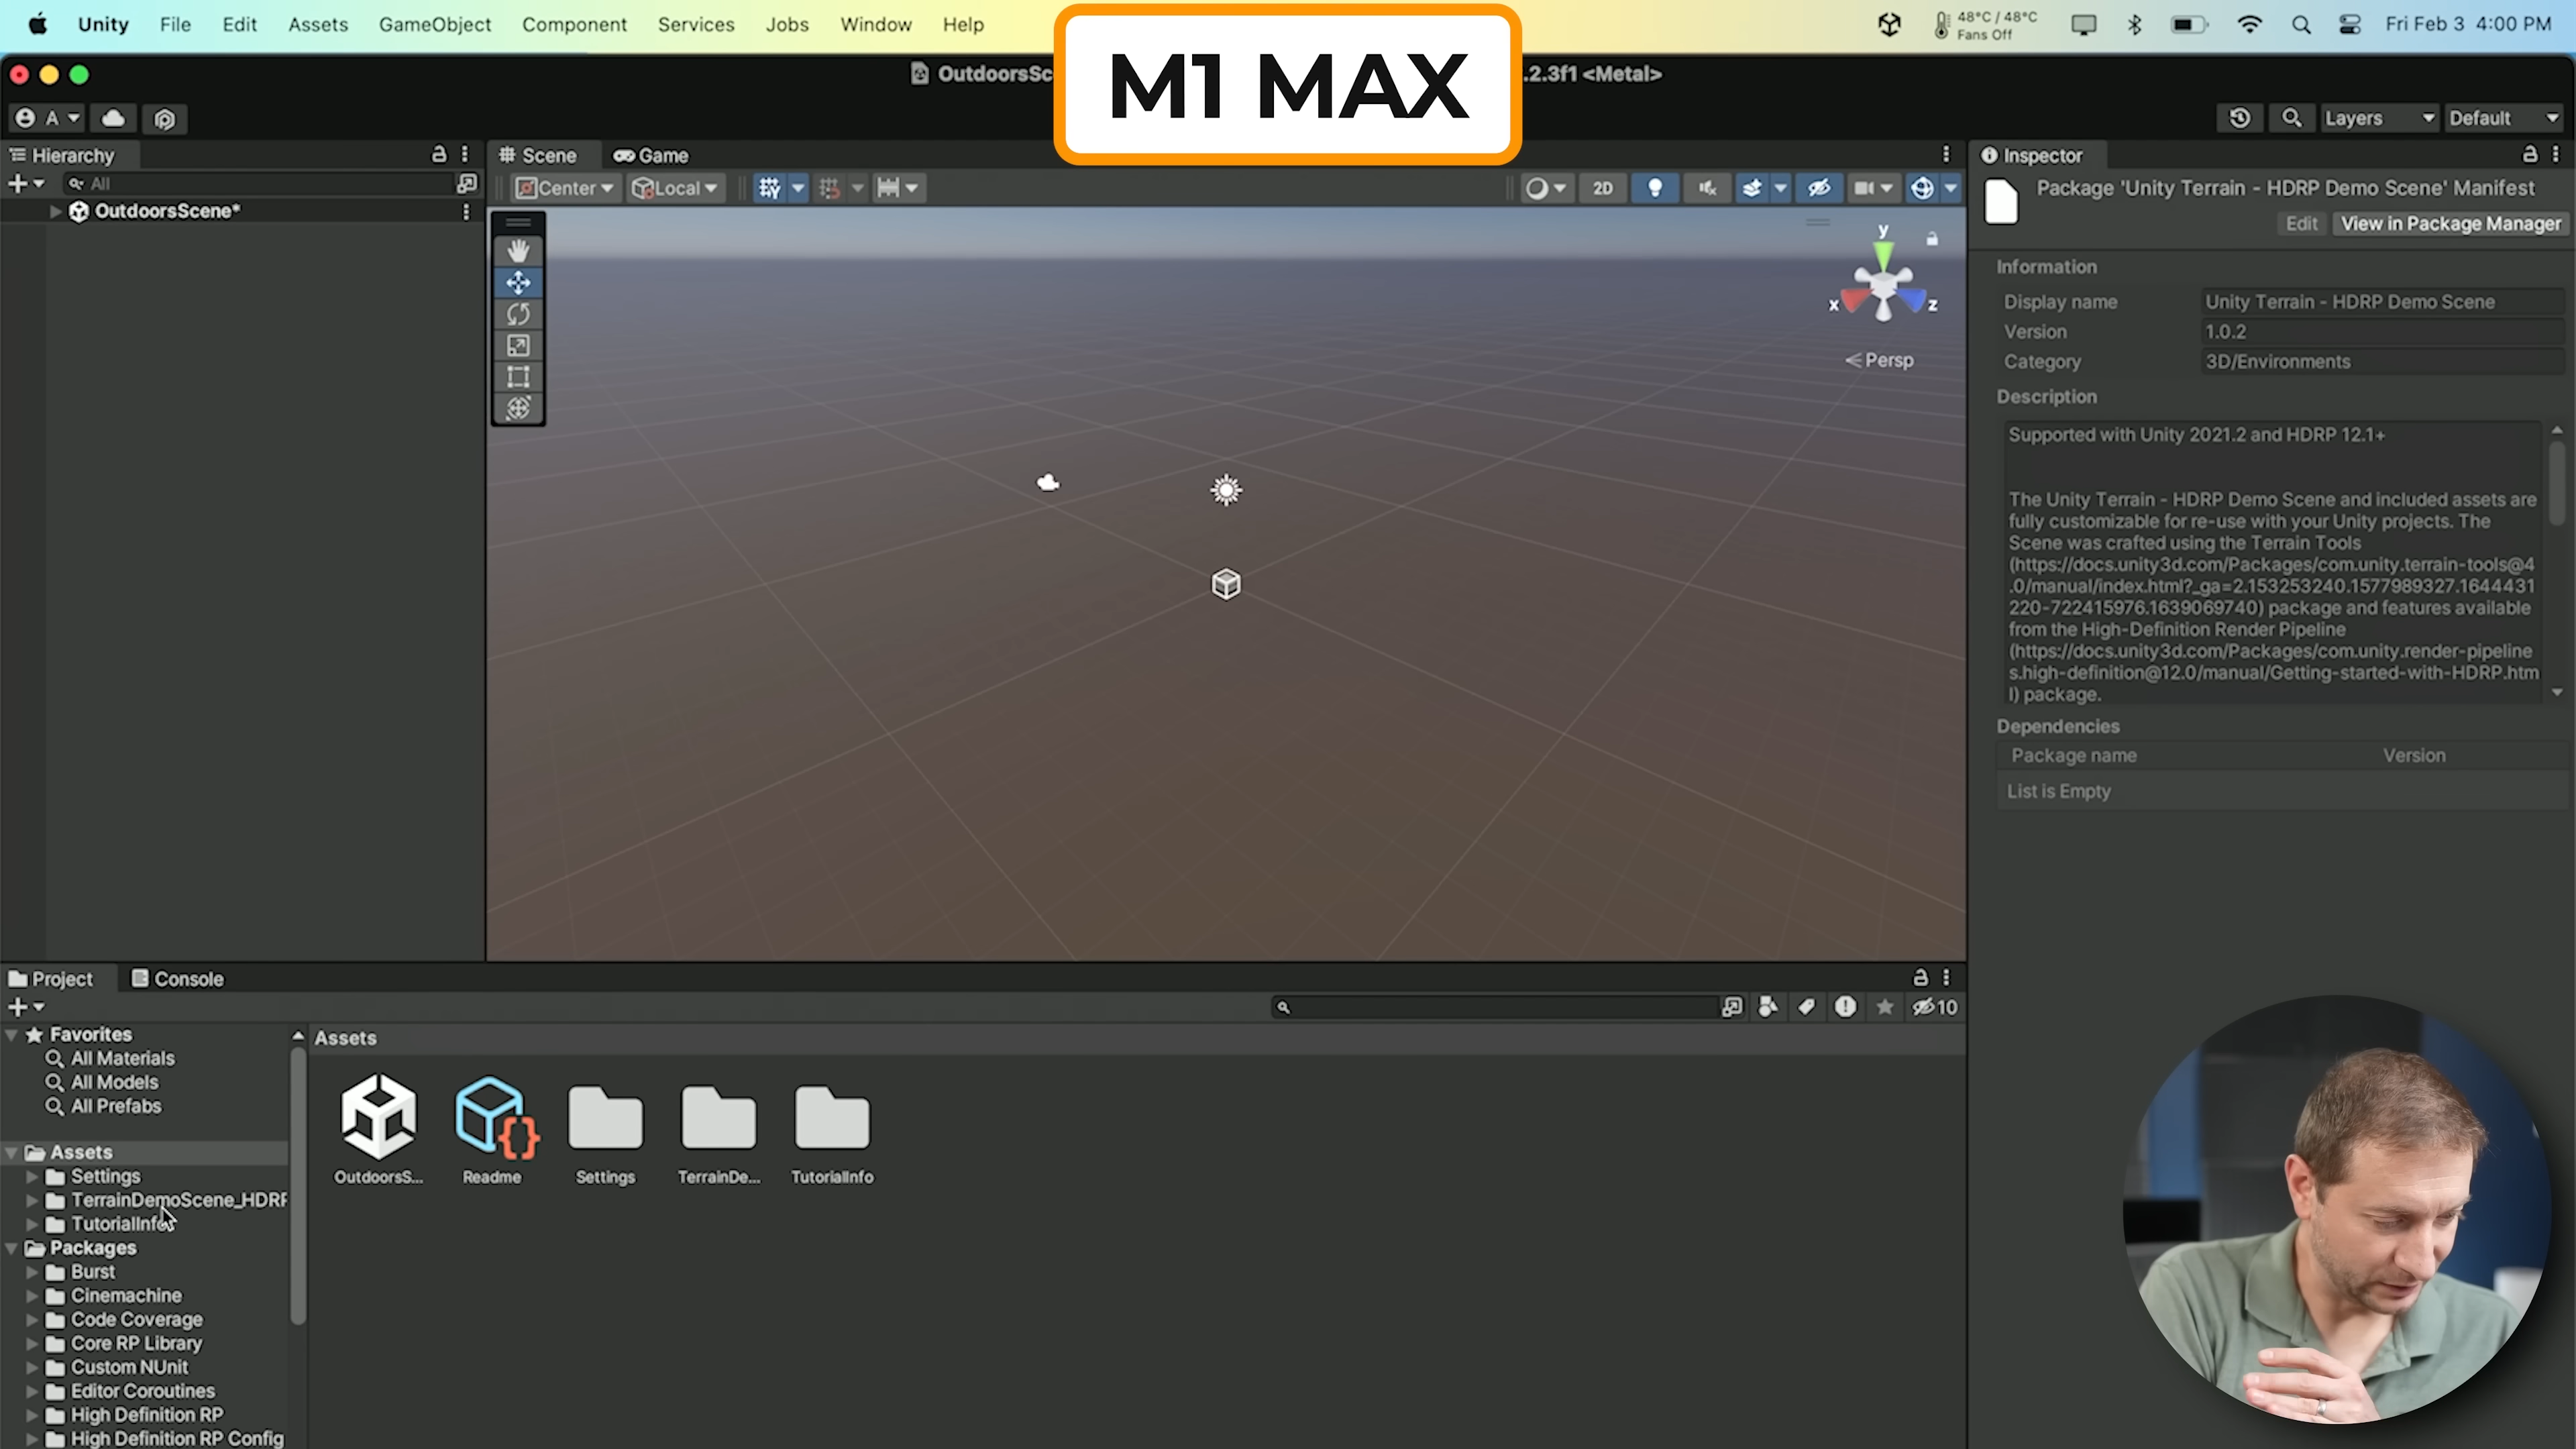 Unity File Edit Assets GameObject Component Services Jobs Window Help
48°C / 48°C
Fans Off
Fri Feb 3 4:00 PM
M1 MAX
OutdoorsSc
.2.3f1 <Metal>
A
Layers
Default
Hierarchy
All
OutdoorsScene*
Scene
Game
Center
Local
2D
y
x
z
Persp
Inspector
Package 'Unity Terrain - HDRP Demo Scene' Manifest
Edit
View in Package Manager
Information
Display name Unity Terrain - HDRP Demo Scene
Version 1.0.2
Category 3D/Environments
Description
Supported with Unity 2021.2 and HDRP 12.1+
The Unity Terrain - HDRP Demo Scene and included assets are
fully customizable for re-use with your Unity projects. The
Scene was crafted using the Terrain Tools
(https://docs.unity3d.com/Packages/com.unity.terrain-tools@4
.0/manual/index.html?_ga=2.153253240.1577989327.1644431
220-722415976.1639069740) package and features available
from the High-Definition Render Pipeline
(https://docs.unity3d.com/Packages/com.unity.render-pipeline
s.high-definition@12.0/manual/Getting-started-with-HDRP.htm
l) package.
Dependencies
Package name Version
List is Empty
Project
Console
10
Favorites
All Materials
All Models
All Prefabs
Assets
Settings
TerrainDemoScene_HDRP
TutorialInfo
Packages
Burst
Cinemachine
Code Coverage
Core RP Library
Custom NUnit
Editor Coroutines
High Definition RP
High Definition RP Config
Assets
OutdoorsS...
Readme
Settings
TerrainDe...
TutorialInfo